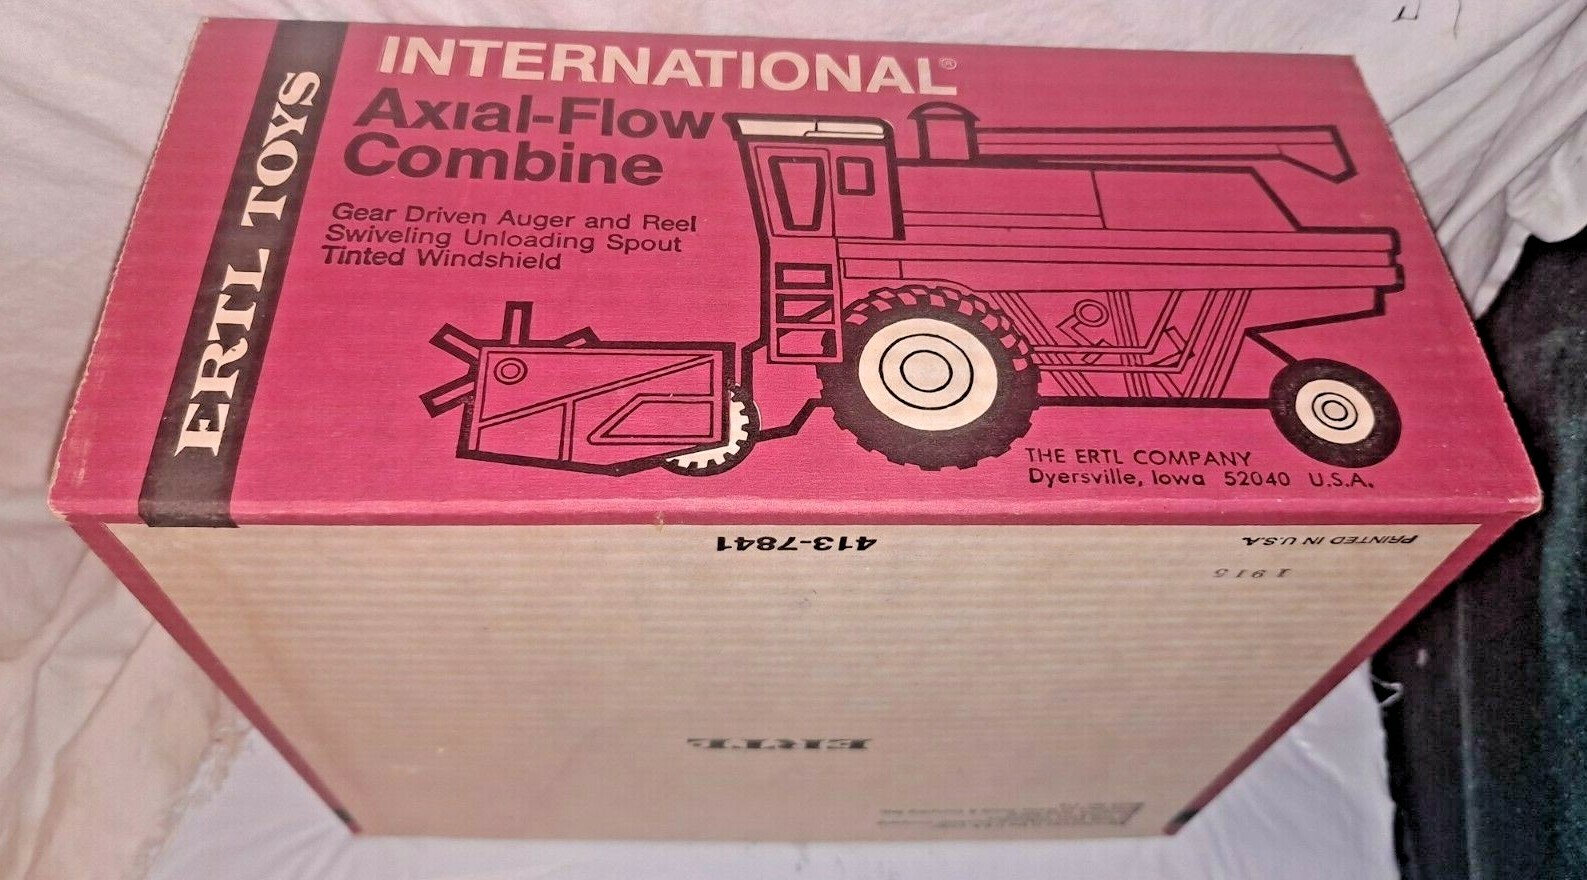 ERTL TOYS
INTERNATIONAL®
Axial-Flow
Combine
Gear Driven Auger and Reel
Swiveling Unloading Spout
Tinted Windshield
THE ERTL COMPANY
Dyersville, Iowa 52040 U.S.A.
413-7841
PRINTED IN U.S.A.
1915
ERTL